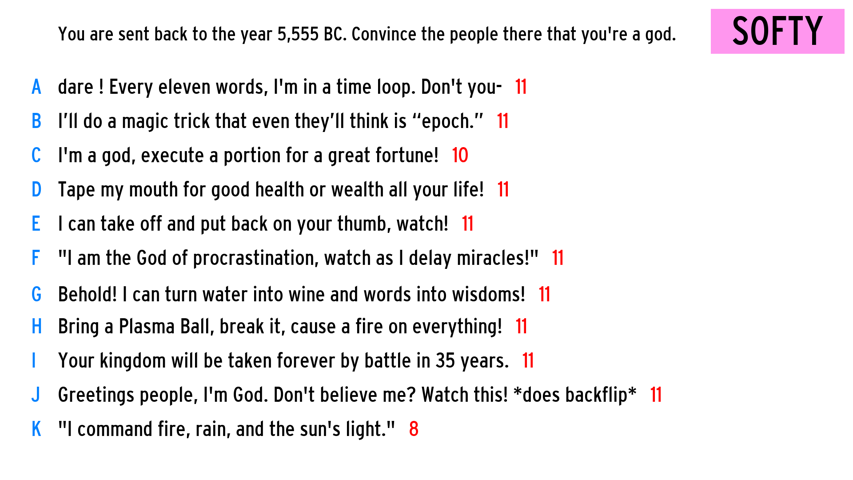 You are sent back to the year 5,555 BC. Convince the people there that you're a god.
SOFTY
A dare ! Every eleven words, I'm in a time loop. Don't you- 11
B I’ll do a magic trick that even they’ll think is “epoch.” 11
C I'm a god, execute a portion for a great fortune! 10
D Tape my mouth for good health or wealth all your life! 11
E I can take off and put back on your thumb, watch! 11
F "I am the God of procrastination, watch as I delay miracles!" 11
G Behold! I can turn water into wine and words into wisdoms! 11
H Bring a Plasma Ball, break it, cause a fire on everything! 11
I Your kingdom will be taken forever by battle in 35 years. 11
J Greetings people, I'm God. Don't believe me? Watch this! *does backflip* 11
K "I command fire, rain, and the sun's light." 8